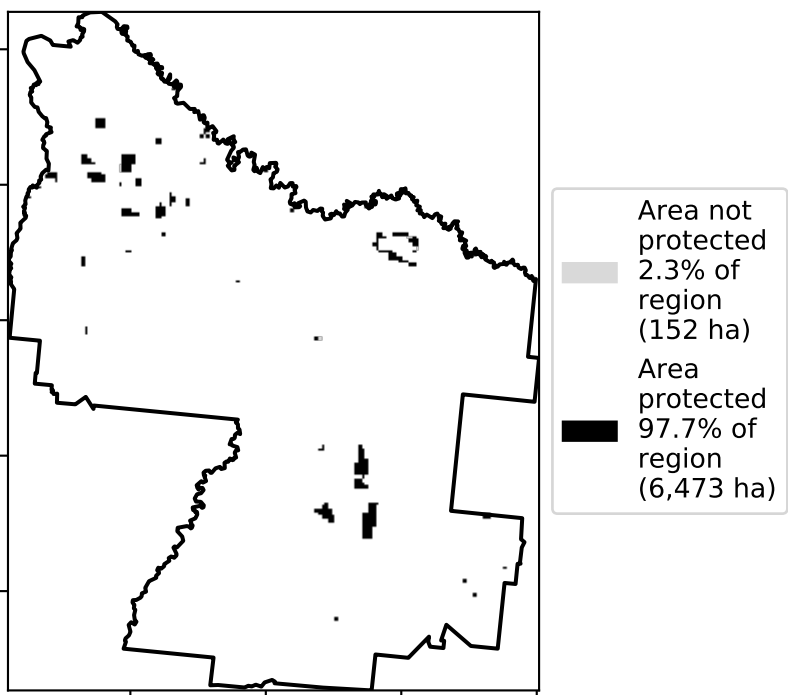 Area not
protected
2.3% of
region
(152 ha)
Area
protected
97.7% of
region
(6,473 ha)